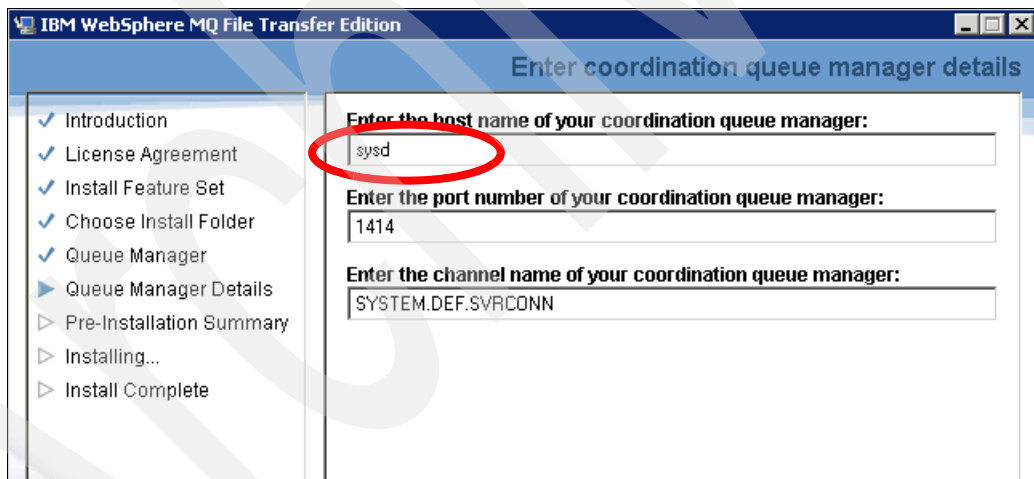 IBM WebSphere MQ File Transfer Edition
Enter coordination queue manager details
Introduction
License Agreement
Install Feature Set
Choose Install Folder
Queue Manager
Queue Manager Details
Pre-Installation Summary
Installing...
Install Complete
Enter the host name of your coordination queue manager:
sysd
Enter the port number of your coordination queue manager:
1414
Enter the channel name of your coordination queue manager:
SYSTEM.DEF.SVRCONN